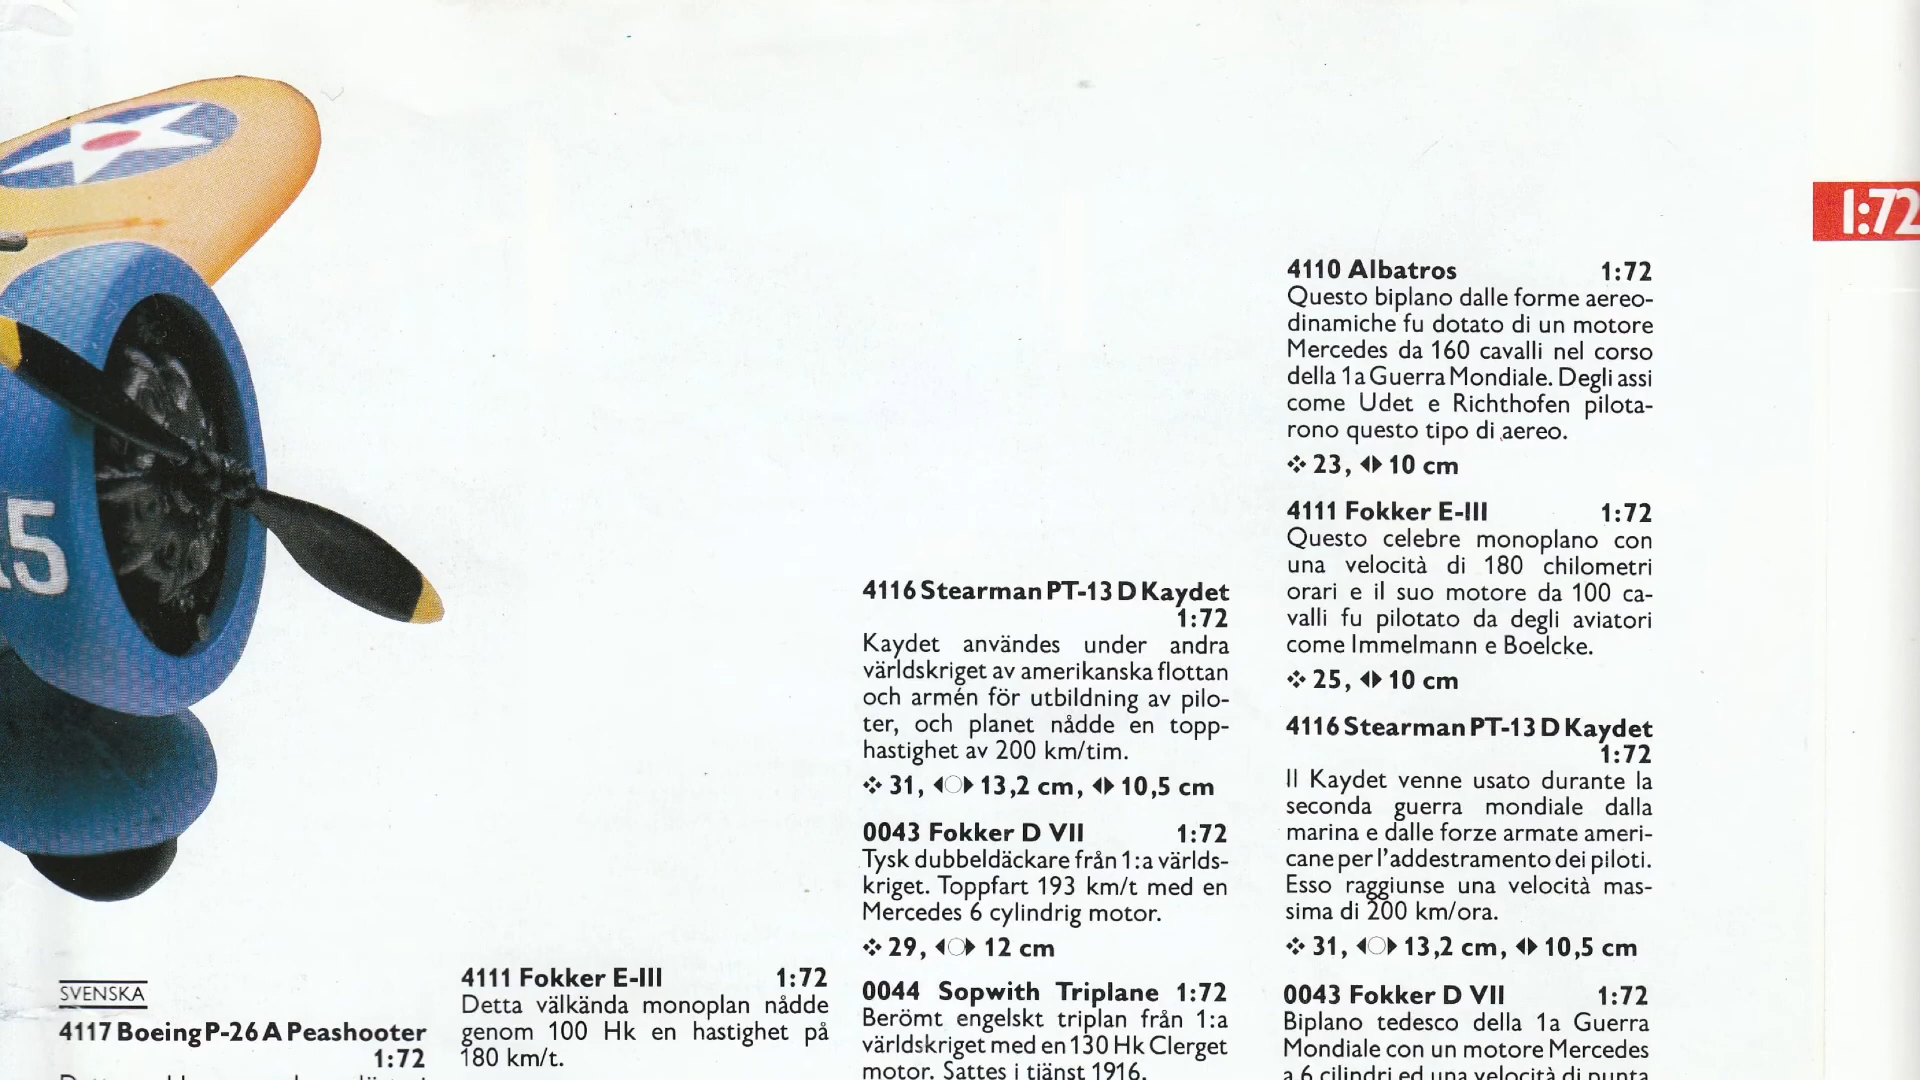 15
SVENSKA
4117 Boeing P-26 A Peashooter
1:72
4111 Fokker E-III 1:72
Detta välkända monoplan nådde
genom 100 Hk en hastighet på
180 km/t.
4116 Stearman PT-13 D Kaydet
1:72
Kaydet användes under andra
världskriget av amerikanska flottan
och armén för utbildning av pilo-
ter, och planet nådde en topp-
hastighet av 200 km/tim.
31, 13,2 cm, 10,5 cm
0043 Fokker D VII 1:72
Tysk dubbeldäckare från 1:a världs-
kriget. Toppfart 193 km/t med en
Mercedes 6 cylindrig motor.
29, 12 cm
0044 Sopwith Triplane 1:72
Berömt engelskt triplan från 1:a
världskriget med en 130 Hk Clerget
motor. Sattes i tjänst 1916.
4110 Albatros 1:72
Questo biplano dalle forme aereo-
dinamiche fu dotato di un motore
Mercedes da 160 cavalli nel corso
della 1a Guerra Mondiale. Degli assi
come Udet e Richthofen pilota-
rono questo tipo di aereo.
23, 10 cm
4111 Fokker E-III 1:72
Questo celebre monoplano con
una velocità di 180 chilometri
orari e il suo motore da 100 ca-
valli fu pilotato da degli aviatori
come Immelmann e Boelcke.
25, 10 cm
4116 Stearman PT-13 D Kaydet
1:72
Il Kaydet venne usato durante la
seconda guerra mondiale dalla
marina e dalle forze armate ameri-
cane per l'addestramento dei piloti.
Esso raggiunse una velocità mas-
sima di 200 km/ora.
31, 13,2 cm, 10,5 cm
0043 Fokker D VII 1:72
Biplano tedesco della 1a Guerra
Mondiale con un motore Mercedes
a 6 cilindri ed una velocità di punta
1:72